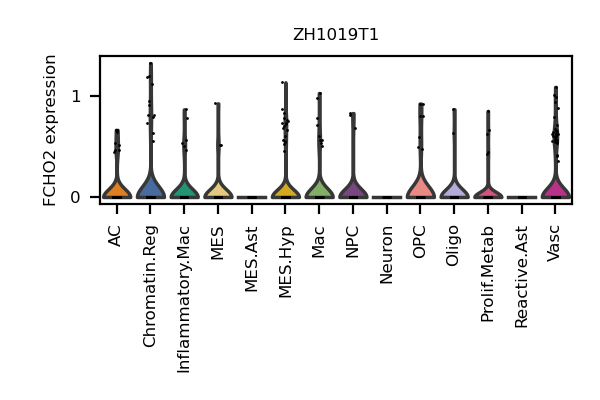 ZH1019T1
FCHO2 expression
1
0
AC
Chromatin.Reg
Inflammatory.Mac
MES
MES.Ast
MES.Hyp
Mac
NPC
Neuron
OPC
Oligo
Prolif.Metab
Reactive.Ast
Vasc